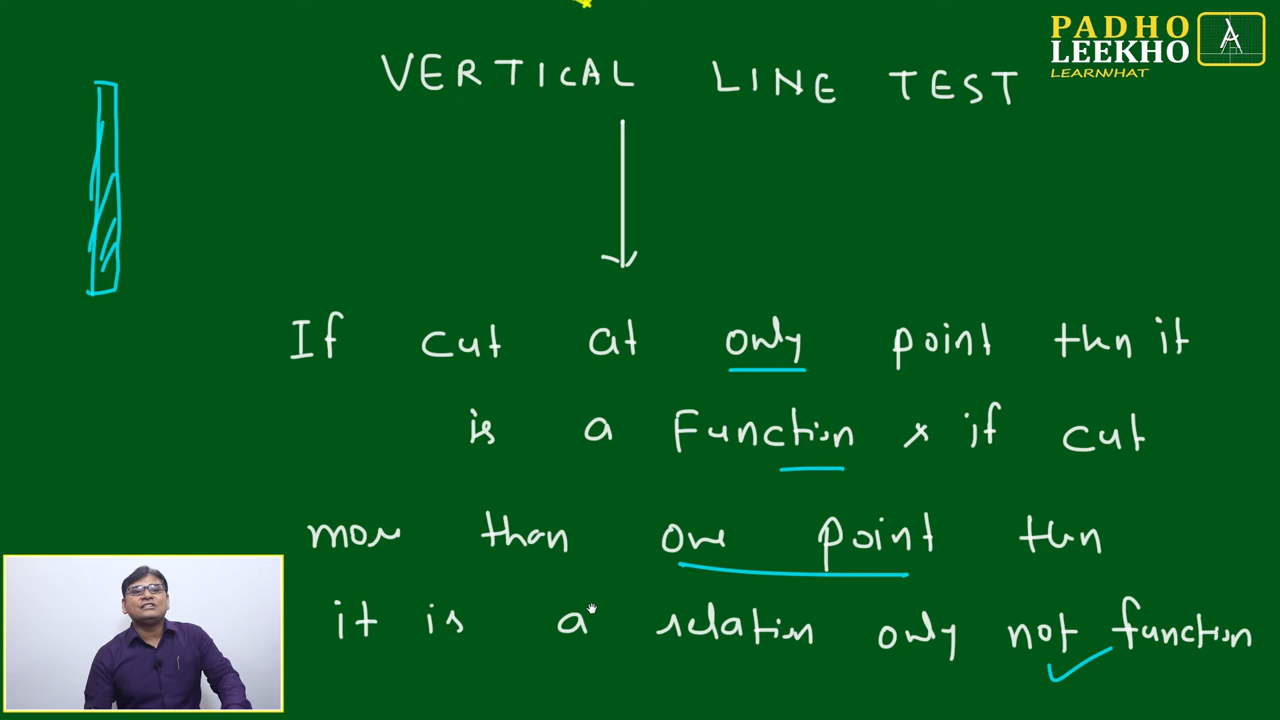 PADHO
LEEKHO
LEARNWHAT
VERTICAL LINE TEST
If cut at only point then it
is a Function & if cut
more than one point then
it is a relation only not function